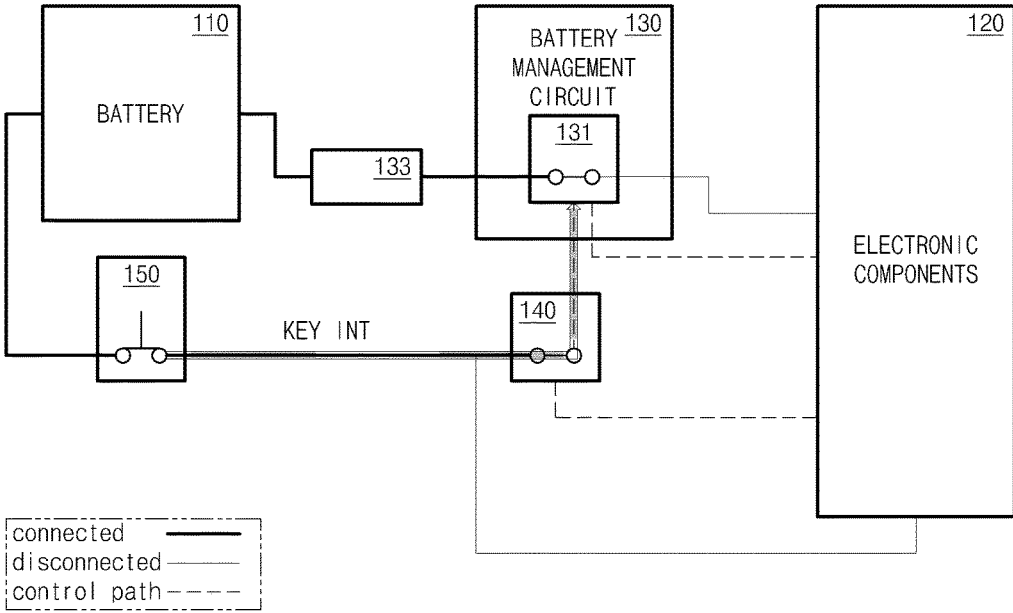 110
BATTERY
133
130
BATTERY
MANAGEMENT
CIRCUIT
131
120
ELECTRONIC
COMPONENTS
150
KEY INT
140
connected
disconnected
control path